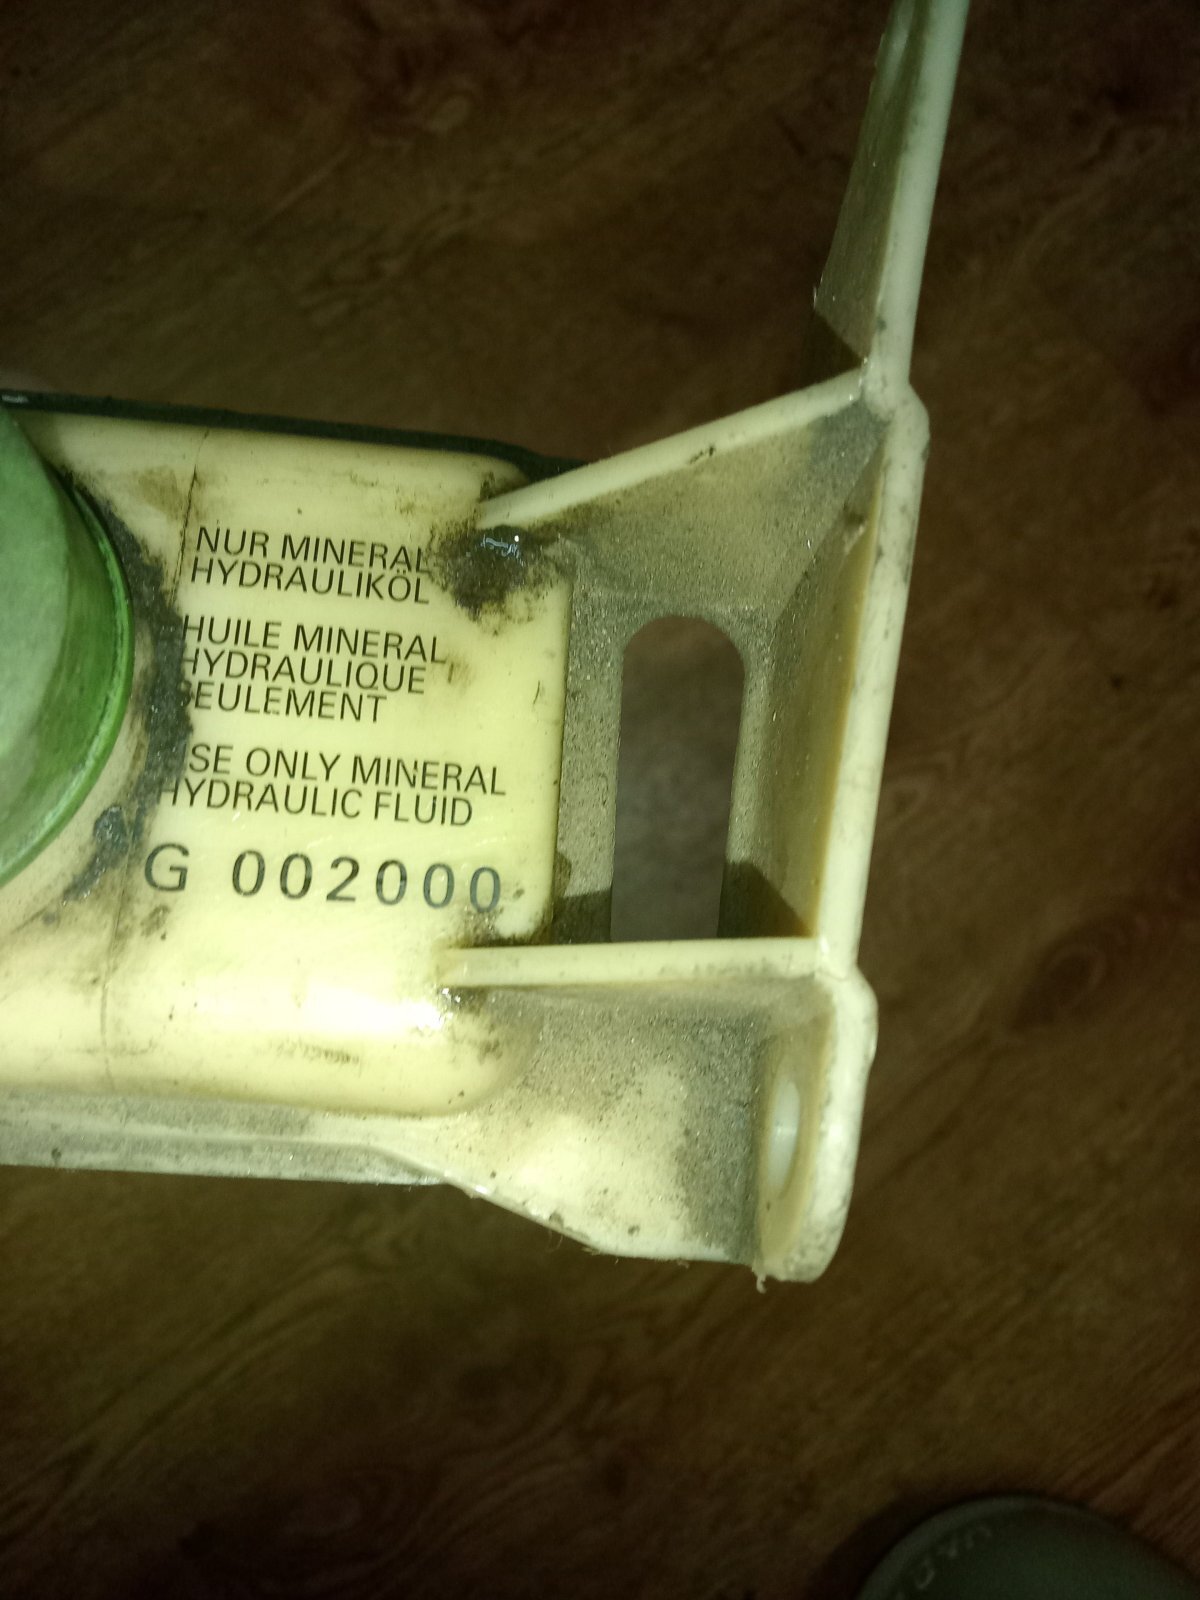 NUR MINERAL
HYDRAULIKÖL
HUILE MINERAL
HYDRAULIQUE
SEULEMENT
USE ONLY MINERAL
HYDRAULIC FLUID
G 002000